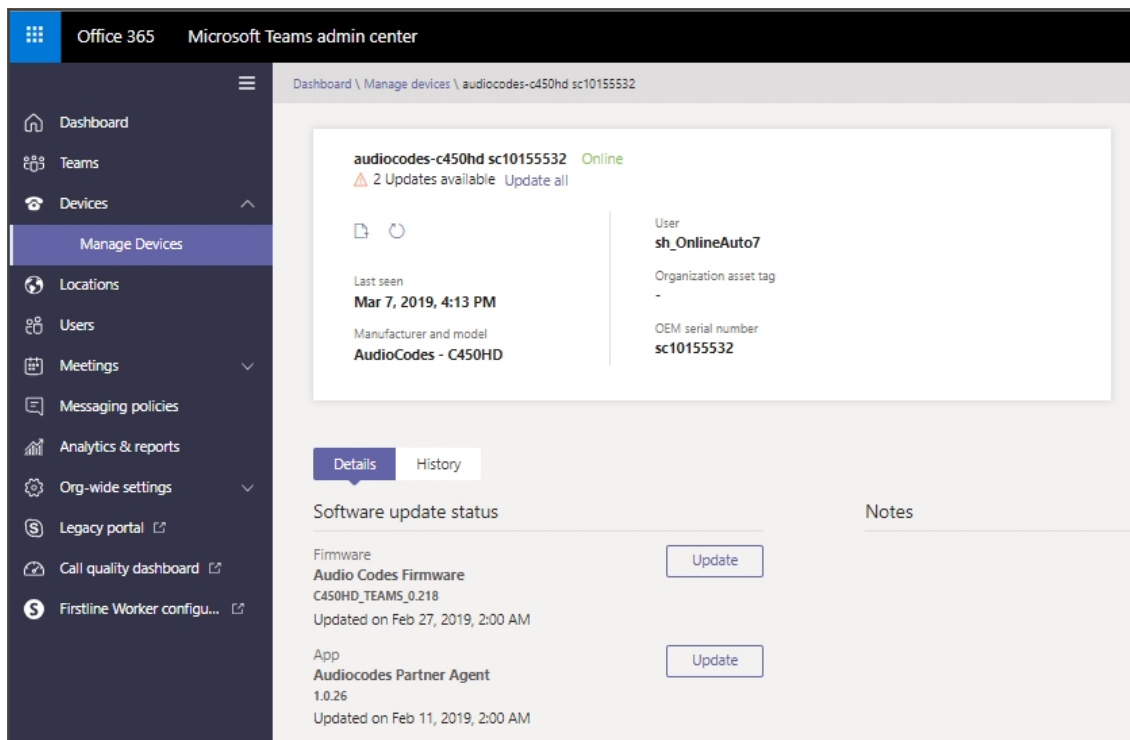 Office 365 Microsoft Teams admin center
Dashboard \ Manage devices \ audiocodes-c450hd sc10155532
Dashboard
Teams
Devices
Manage Devices
Locations
Users
Meetings
Messaging policies
Analytics & reports
Org-wide settings
Legacy portal
Call quality dashboard
Firstline Worker configu...
audiocodes-c450hd sc10155532 Online
2 Updates available Update all
Last seen
Mar 7, 2019, 4:13 PM
Manufacturer and model
AudioCodes - C450HD
User
sh_OnlineAuto7
Organization asset tag
-
OEM serial number
sc10155532
Details History
Software update status
Firmware
Audio Codes Firmware
C450HD_TEAMS_0.218
Updated on Feb 27, 2019, 2:00 AM
Update
App
Audiocodes Partner Agent
1.0.26
Updated on Feb 11, 2019, 2:00 AM
Update
Notes